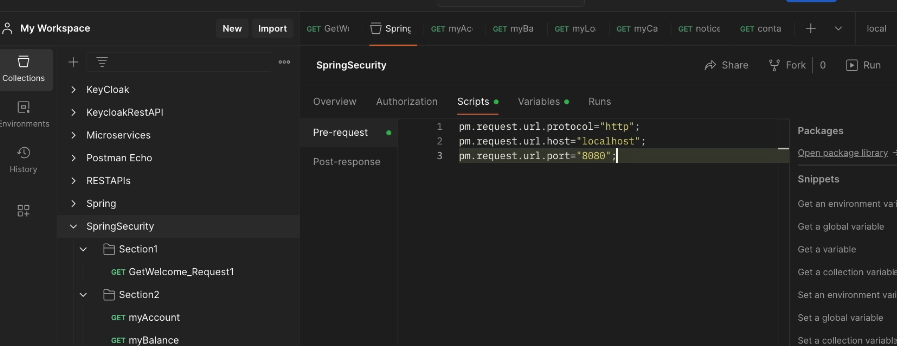 My Workspace
New
Import
GET GetWe
Spring
GET myAc
GET myBa
GET myLo
GET myCa
GET notice
GET conta
local
Collections
Environments
History
KeyCloak
KeycloakRestAPI
Microservices
Postman Echo
RESTAPIs
Spring
SpringSecurity
Section1
GET GetWelcome_Request1
Section2
GET myAccount
GET myBalance
SpringSecurity
Share
Fork
0
Run
Overview
Authorization
Scripts
Variables
Runs
Pre-request
Post-response
1 pm.request.url.protocol="http";
2 pm.request.url.host="localhost";
3 pm.request.url.port="8080";
Packages
Open package library
Snippets
Get an environment vari
Get a global variable
Get a variable
Get a collection variable
Set an environment vari
Set a global variable
Set a collection variable